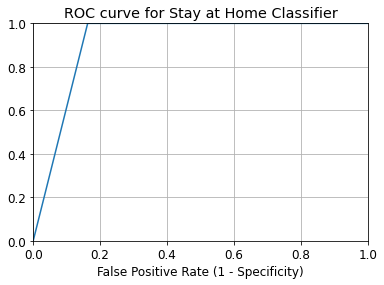 ROC curve for Stay at Home Classifier
1.0
0.8
0.6
0.4
0.2
0.0
0.0 0.2 0.4 0.6 0.8 1.0
False Positive Rate (1 - Specificity)